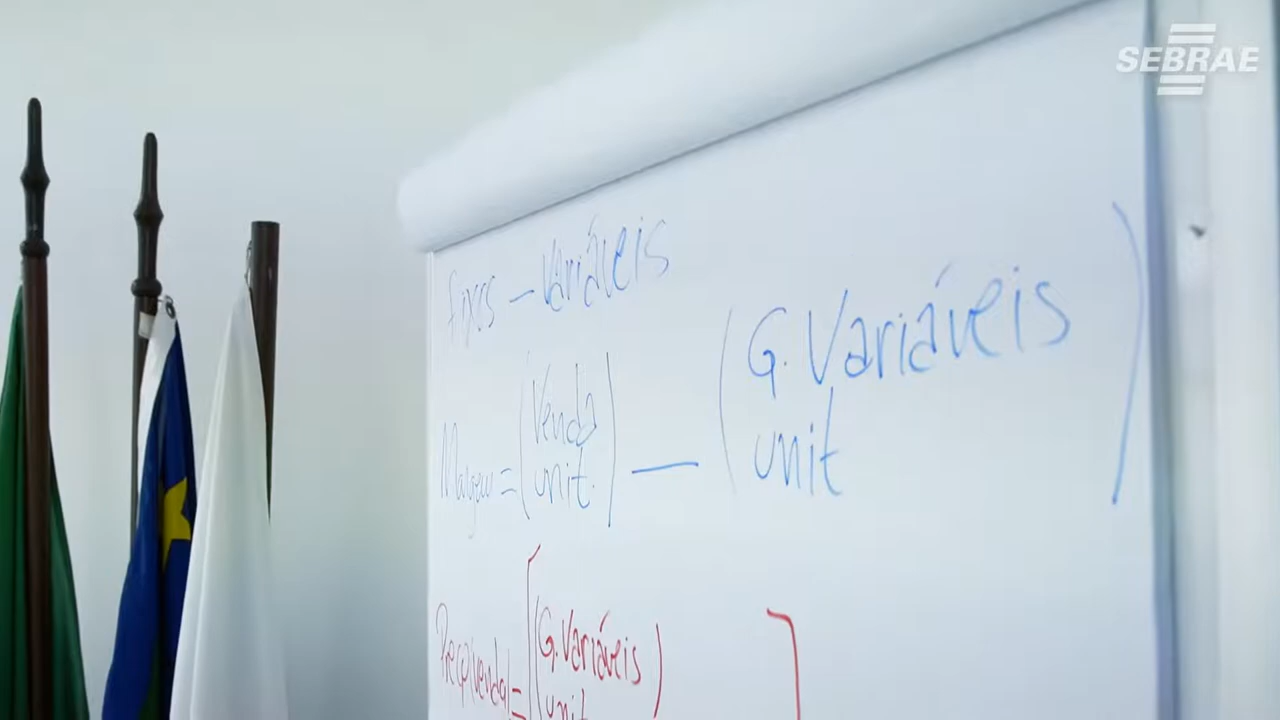 SEBRAE
fixos – Variáveis
Margem = (Venda unit.) — (G. Variáveis unit)
Preço(venda) = [(G. Variáveis)
unit